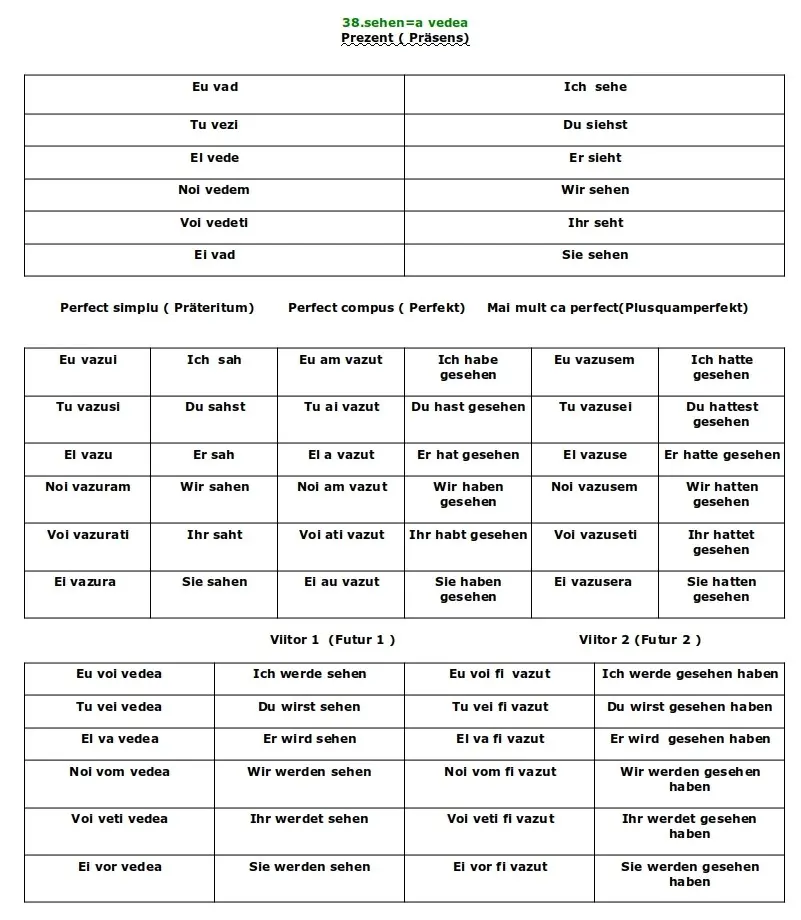 38.sehen=a vedea
Prezent ( Präsens)
Eu vad Ich sehe
Tu vezi Du siehst
El vede Er sieht
Noi vedem Wir sehen
Voi vedeti Ihr seht
Ei vad Sie sehen
Perfect simplu ( Präteritum) Perfect compus ( Perfekt) Mai mult ca perfect(Plusquamperfekt)
Eu vazui Ich sah Eu am vazut Ich habe gesehen Eu vazusem Ich hatte gesehen
Tu vazusi Du sahst Tu ai vazut Du hast gesehen Tu vazusei Du hattest gesehen
El vazu Er sah El a vazut Er hat gesehen El vazuse Er hatte gesehen
Noi vazuram Wir sahen Noi am vazut Wir haben gesehen Noi vazusem Wir hatten gesehen
Voi vazurati Ihr saht Voi ati vazut Ihr habt gesehen Voi vazuseti Ihr hattet gesehen
Ei vazura Sie sahen Ei au vazut Sie haben gesehen Ei vazusera Sie hatten gesehen
Viitor 1 (Futur 1 ) Viitor 2 (Futur 2 )
Eu voi vedea Ich werde sehen Eu voi fi vazut Ich werde gesehen haben
Tu vei vedea Du wirst sehen Tu vei fi vazut Du wirst gesehen haben
El va vedea Er wird sehen El va fi vazut Er wird gesehen haben
Noi vom vedea Wir werden sehen Noi vom fi vazut Wir werden gesehen haben
Voi veti vedea Ihr werdet sehen Voi veti fi vazut Ihr werdet gesehen haben
Ei vor vedea Sie werden sehen Ei vor fi vazut Sie werden gesehen haben